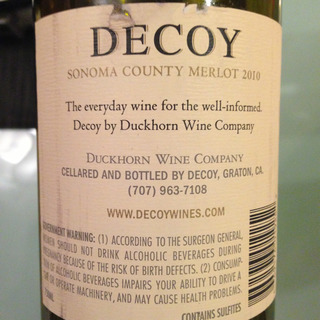 DECOY
SONOMA COUNTY MERLOT 2010
The everyday wine for the well-informed.
Decoy by Duckhorn Wine Company
DUCKHORN WINE COMPANY
CELLARED AND BOTTLED BY DECOY, GRATON, CA.
(707) 963-7108
WWW.DECOYWINES.COM
GOVERNMENT WARNING: (1) ACCORDING TO THE SURGEON GENERAL,
WOMEN SHOULD NOT DRINK ALCOHOLIC BEVERAGES DURING
PREGNANCY BECAUSE OF THE RISK OF BIRTH DEFECTS. (2) CONSUMP-
TION OF ALCOHOLIC BEVERAGES IMPAIRS YOUR ABILITY TO DRIVE A
CAR OR OPERATE MACHINERY, AND MAY CAUSE HEALTH PROBLEMS.
CONTAINS SULFITES